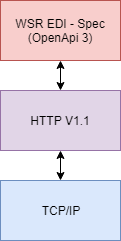 WSR EDI - Spec
(OpenApi 3)
HTTP V1.1
TCP/IP